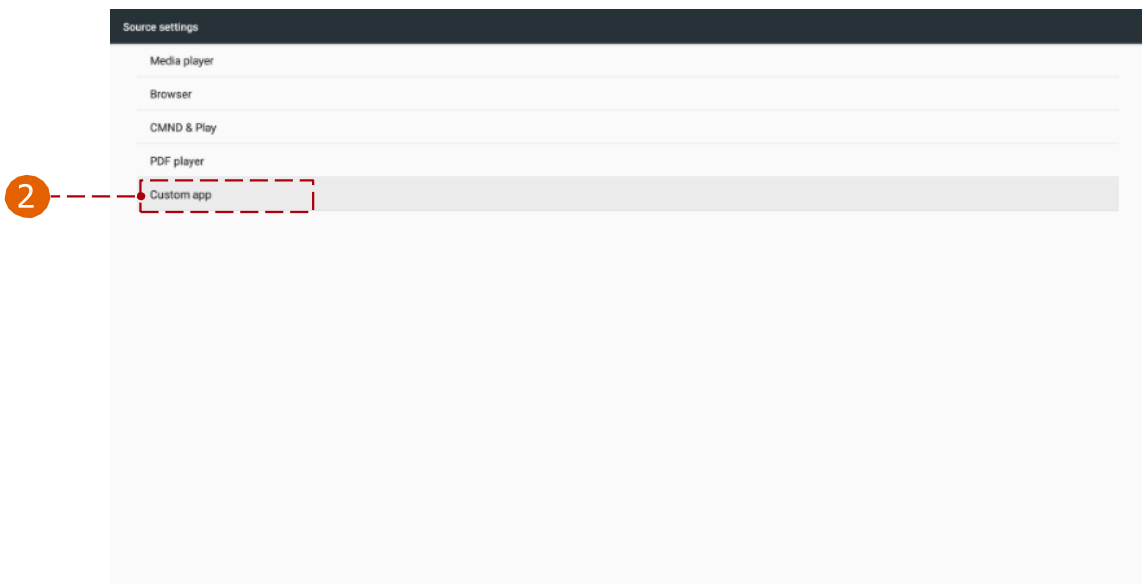 Source settings
Media player
Browser
CMND & Play
PDF player
2
Custom app